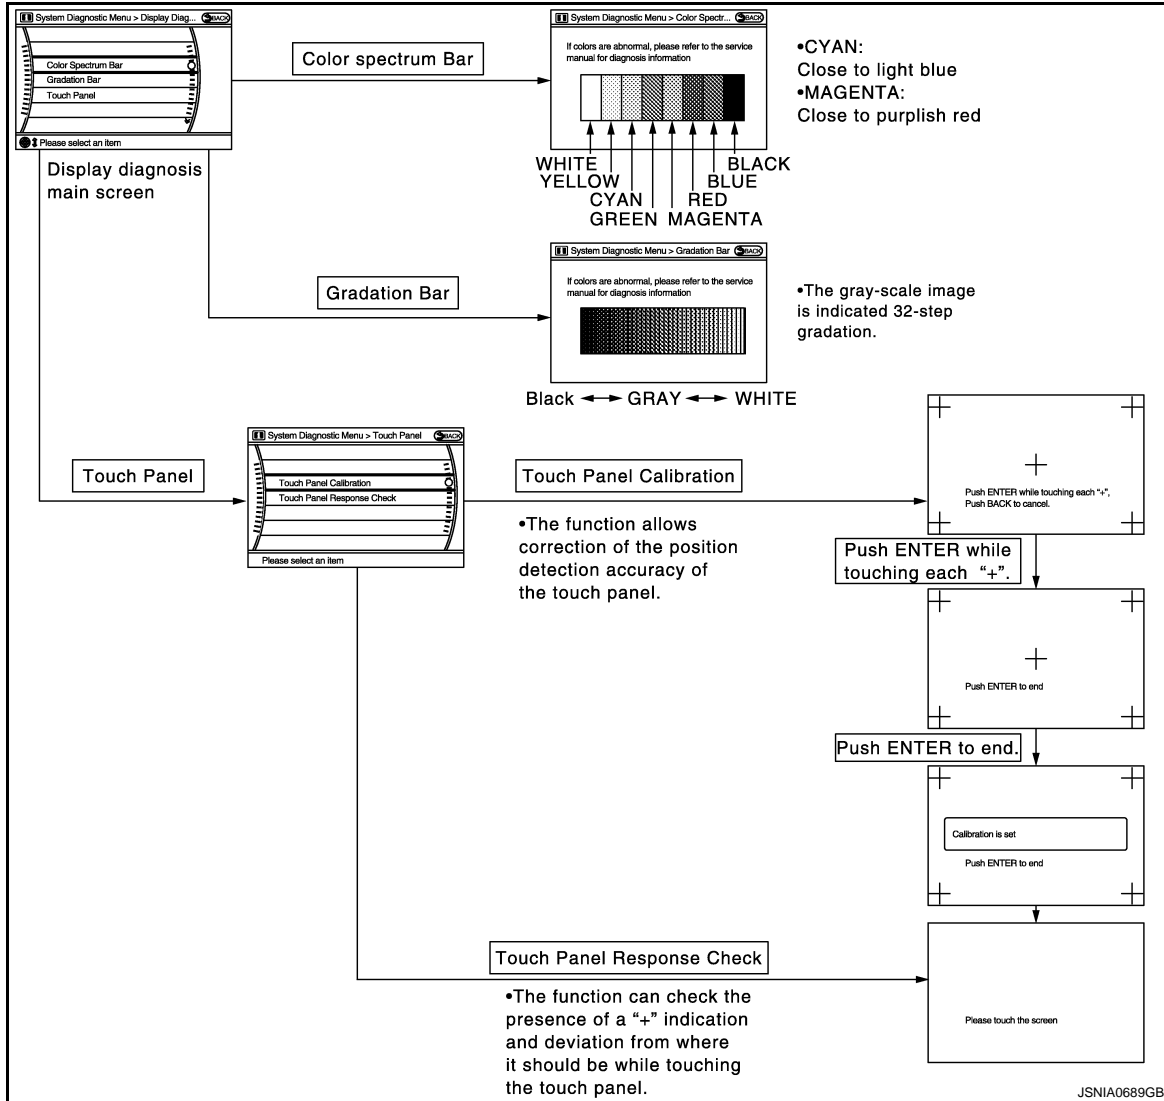 System Diagnostic Menu > Display Diag... BACK
Color Spectrum Bar
Gradation Bar
Touch Panel
Please select an item
Display diagnosis
main screen
Color spectrum Bar
System Diagnostic Menu > Color Spectr... BACK
If colors are abnormal, please refer to the service
manual for diagnosis information
WHITE
YELLOW
CYAN
GREEN
MAGENTA
RED
BLUE
BLACK
•CYAN:
Close to light blue
•MAGENTA:
Close to purplish red
Gradation Bar
System Diagnostic Menu > Gradation Bar BACK
If colors are abnormal, please refer to the service
manual for diagnosis information
Black GRAY WHITE
•The gray-scale image
is indicated 32-step
gradation.
Touch Panel
System Diagnostic Menu > Touch Panel BACK
Touch Panel Calibration
Touch Panel Response Check
Please select an item
Touch Panel Calibration
•The function allows
correction of the position
detection accuracy of
the touch panel.
Push ENTER while touching each “+”,
Push BACK to cancel.
Push ENTER while
touching each “+”.
Push ENTER to end
Push ENTER to end.
Calibration is set
Push ENTER to end
Touch Panel Response Check
•The function can check the
presence of a “+” indication
and deviation from where
it should be while touching
the touch panel.
Please touch the screen
JSNIA0689GB